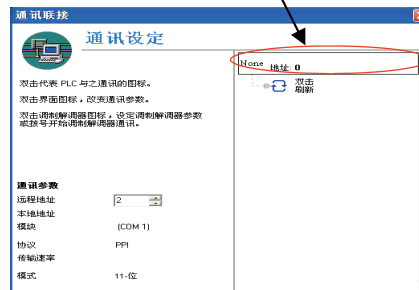 通讯联接
通讯设定
双击代表 PLC 与之通讯的图标。
双击界面图标，改变通讯参数。
双击调制解调器图标，设定调制解调器参数
或拨号开始调制解调器通讯。
通讯参数
远程地址 2
本地地址
模块 (COM 1)
协议 PPI
传输速率
模式 11-位
None 地址: 0
双击
刷新